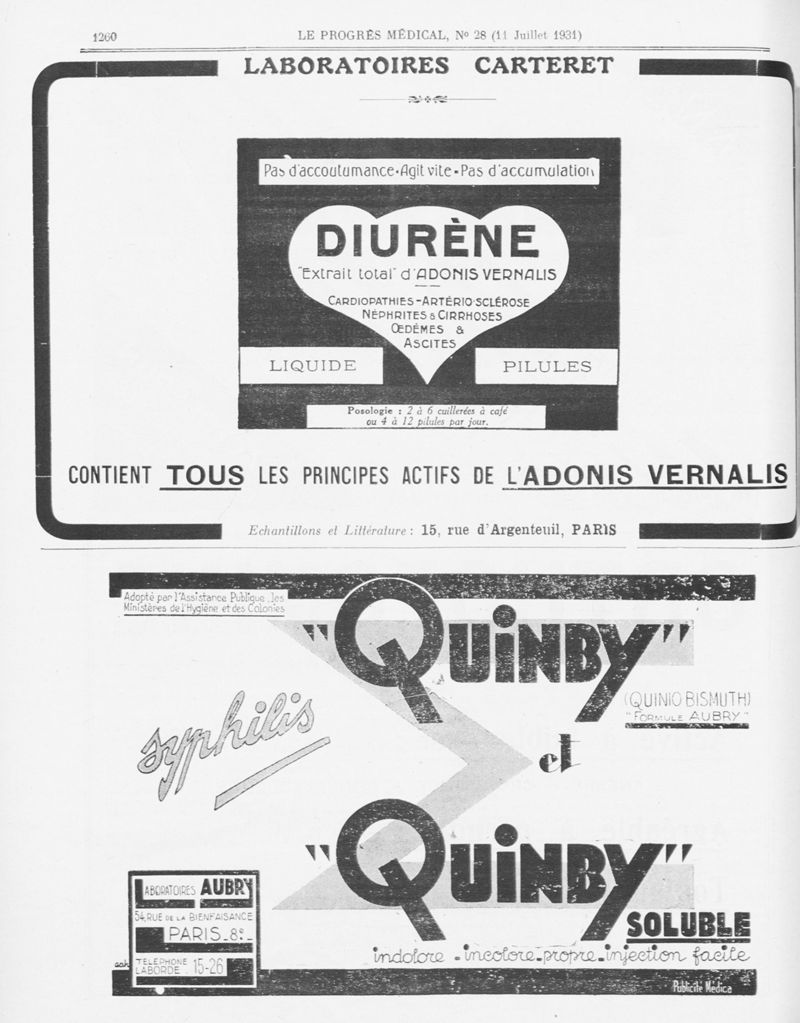 1260
LE PROGRÈS MÉDICAL, No 28 (11 Juillet 1931)
LABORATOIRES CARTERET
Pas d'accoutumance - Agit vite - Pas d'accumulation
DIURÈNE
"Extrait total" d'ADONIS VERNALIS
CARDIOPATHIES - ARTÉRIO-SCLÉROSE
NÉPHRITES & CIRRHOSES
ŒDÈMES &
ASCITES
LIQUIDE
PILULES
Posologie : 2 à 6 cuillerées à café
ou 4 à 12 pilules par jour.
CONTIENT TOUS LES PRINCIPES ACTIFS DE L'ADONIS VERNALIS
Echantillons et Littérature : 15, rue d'Argenteuil, PARIS
Adopté par l'Assistance Publique, les
Ministères de l'Hygiène et des Colonies
"QUINBY"
(QUINIO BISMUTH)
"FORMULE AUBRY"
syphilis
et
"QUINBY"
SOLUBLE
indolore - incolore - propre - injection facile
LABORATOIRES AUBRY
54, RUE DE LA BIENFAISANCE
PARIS-8e-
TÉLÉPHONE
LABORDE : 15-26
Publicité Médica